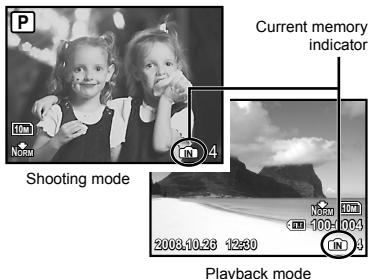 P
Current memory
indicator
10M
NORM
IN 4
Shooting mode
NORM 10M
FILE 100-0004
2008.10.26 12:30
IN 4
Playback mode